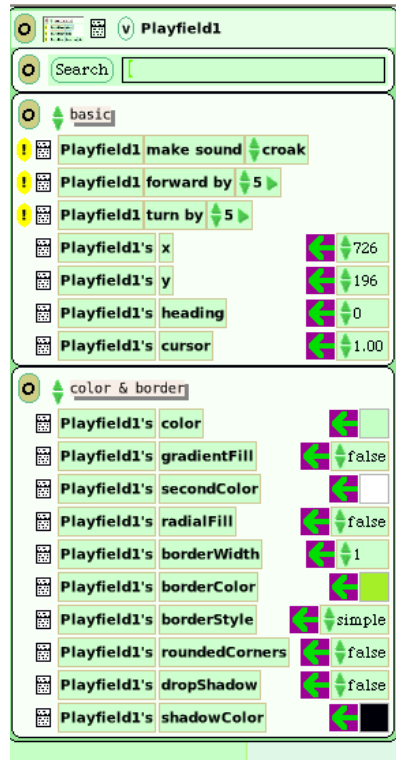 v Playfield1
Search
basic
! Playfield1 make sound croak
! Playfield1 forward by 5
! Playfield1 turn by 5
Playfield1's x 726
Playfield1's y 196
Playfield1's heading 0
Playfield1's cursor 1.00
color & border
Playfield1's color
Playfield1's gradientFill false
Playfield1's secondColor
Playfield1's radialFill false
Playfield1's borderWidth 1
Playfield1's borderColor
Playfield1's borderStyle simple
Playfield1's roundedCorners false
Playfield1's dropShadow false
Playfield1's shadowColor